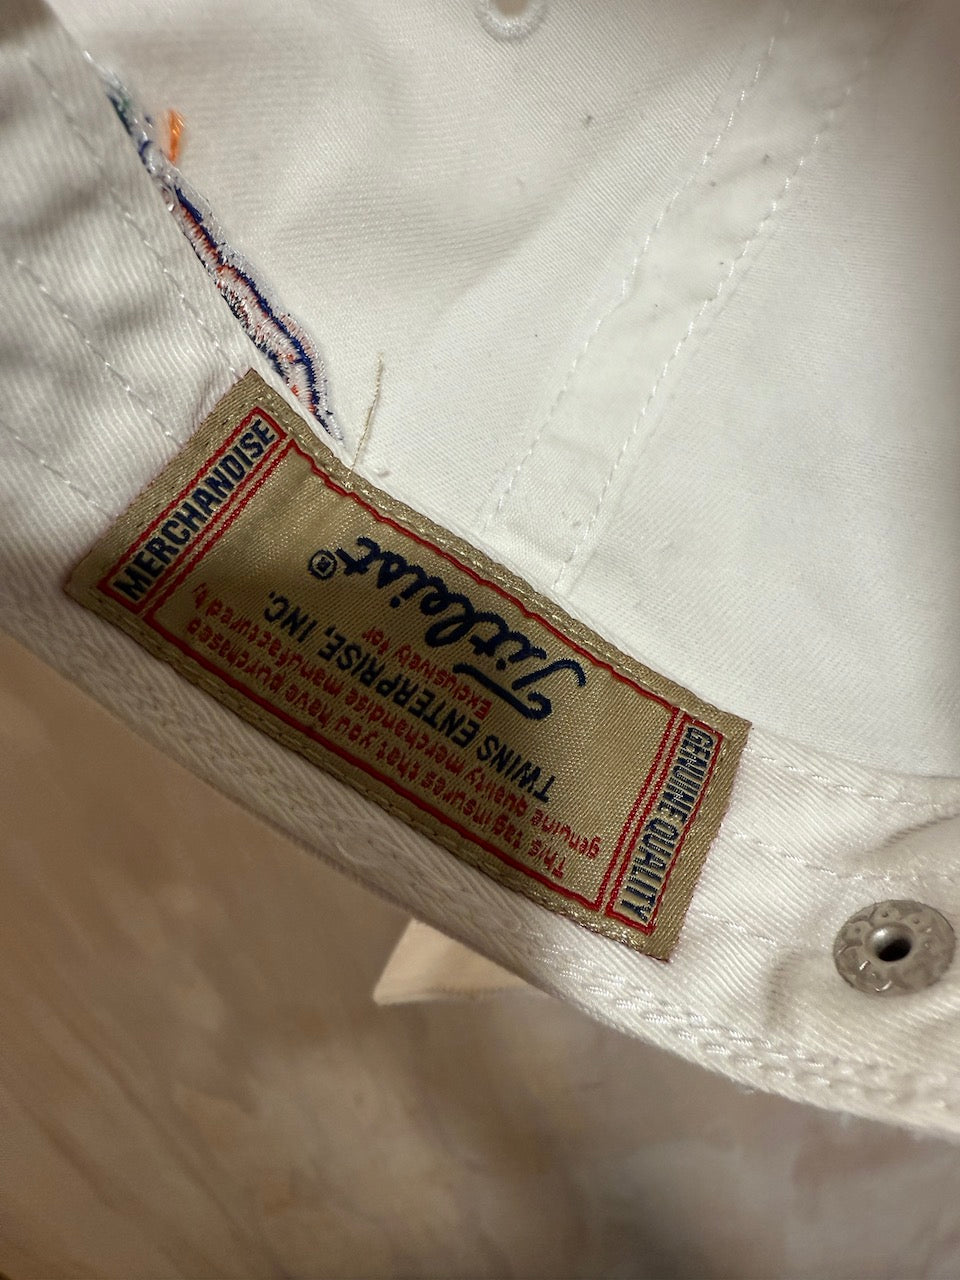 GENUINE QUALITY
This tag insures that you have purchased
genuine quality merchandise manufactured by
TWINS ENTERPRISE, INC.
Exclusively for
Titleist®
MERCHANDISE